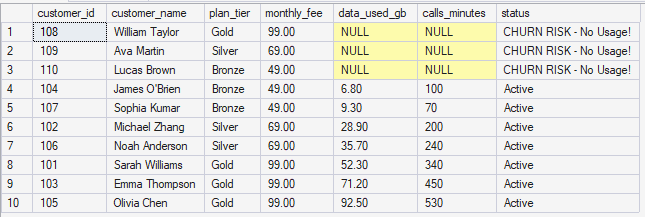 customer_id customer_name plan_tier monthly_fee data_used_gb calls_minutes status
1 108 William Taylor Gold 99.00 NULL NULL CHURN RISK - No Usage!
2 109 Ava Martin Silver 69.00 NULL NULL CHURN RISK - No Usage!
3 110 Lucas Brown Bronze 49.00 NULL NULL CHURN RISK - No Usage!
4 104 James O'Brien Bronze 49.00 6.80 100 Active
5 107 Sophia Kumar Bronze 49.00 9.30 70 Active
6 102 Michael Zhang Silver 69.00 28.90 200 Active
7 106 Noah Anderson Silver 69.00 35.70 240 Active
8 101 Sarah Williams Gold 99.00 52.30 340 Active
9 103 Emma Thompson Gold 99.00 71.20 450 Active
10 105 Olivia Chen Gold 99.00 92.50 530 Active